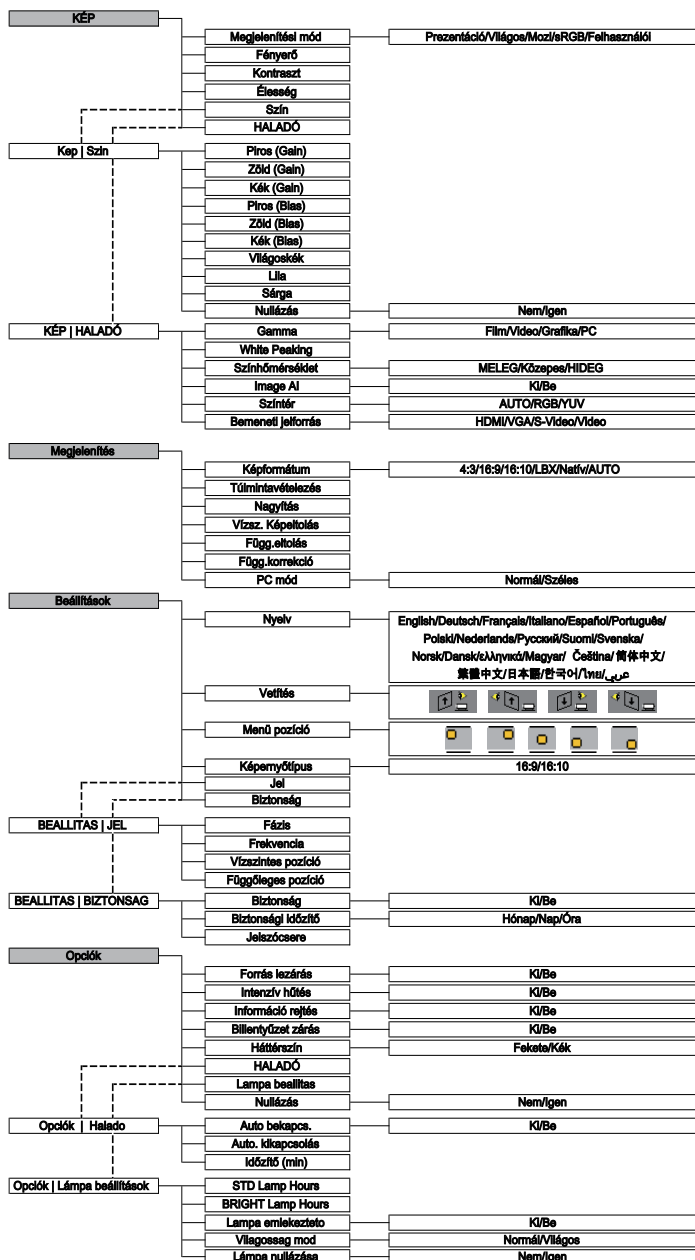 KÉP
Megjelenítési mód Prezentáció/Világos/Mozi/sRGB/Felhasználói
Fényerő
Kontraszt
Élesség
Szín
HALADÓ
Kep | Szin Piros (Gain)
Zöld (Gain)
Kék (Gain)
Piros (Bias)
Zöld (Bias)
Kék (Bias)
Világoskék
Lila
Sárga
Nullázás Nem/Igen
KÉP | HALADÓ Gamma Film/Video/Grafika/PC
White Peaking
Színhőmérséklet MELEG/Közepes/HIDEG
Image AI Ki/Be
Színtér AUTO/RGB/YUV
Bemeneti jelforrás HDMI/VGA/S-Video/Video
Megjelenítés
Képformátum 4:3/16:9/16:10/LBX/Natív/AUTO
Túlmintavételezés
Nagyítás
Vízsz. Képeltolás
Függ.eltolás
Függ.korrekció
PC mód Normál/Széles
Beállítások
Nyelv English/Deutsch/Français/Italiano/Español/Português/
Polski/Nederlands/Русский/Suomi/Svenska/
Norsk/Dansk/ελληνικά/Magyar/ Čeština/ 简体中文/
繁體中文/日本語/한국어/ไทย/عربي
Vetítés
Menü pozíció
Képernyőtípus 16:9/16:10
Jel
Biztonság
BEALLITAS | JEL Fázis
Frekvencia
Vízszintes pozíció
Függőleges pozíció
BEALLITAS | BIZTONSAG Biztonság Ki/Be
Biztonsági időzítő Hónap/Nap/Óra
Jelszócsere
Opciók
Forrás lezárás Ki/Be
Intenzív hűtés Ki/Be
Információ rejtés Ki/Be
Billentyűzet zárás Ki/Be
Háttérszín Fekete/Kék
HALADÓ
Lampa beallitas
Nullázás Nem/Igen
Opciók | Halado Auto bekapcs. Ki/Be
Auto. kikapcsolás
Időzítő (min)
Opciók | Lámpa beállítások STD Lamp Hours
BRIGHT Lamp Hours
Lampa emlekezteto Ki/Be
Vilagossag mod Normál/Világos
Lámpa nullázása Nem/Igen